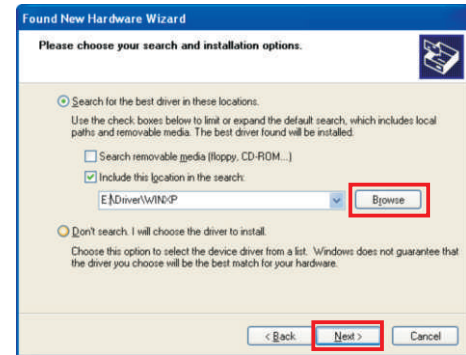 Found New Hardware Wizard
Please choose your search and installation options.
Search for the best driver in these locations.
Use the check boxes below to limit or expand the default search, which includes local
paths and removable media. The best driver found will be installed.
Search removable media (floppy, CD-ROM...)
Include this location in the search:
E:\Driver\WINXP
Browse
Don't search. I will choose the driver to install.
Choose this option to select the device driver from a list. Windows does not guarantee that
the driver you choose will be the best match for your hardware.
< Back Next > Cancel